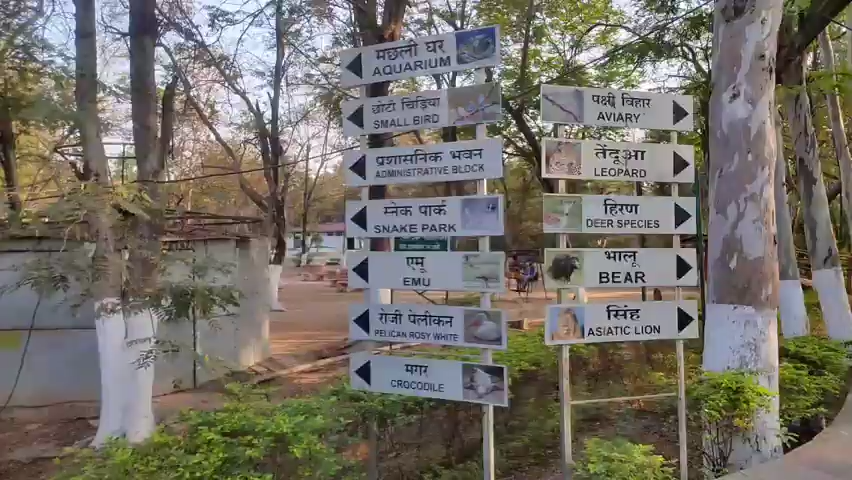 मछली घर
AQUARIUM
छोटी चिड़िया
SMALL BIRD
प्रशासनिक भवन
ADMINISTRATIVE BLOCK
स्नेक पार्क
SNAKE PARK
एमू
EMU
रोजी पेलीकन
PELICAN ROSY WHITE
मगर
CROCODILE
पक्षी विहार
AVIARY
तेंदूआ
LEOPARD
हिरण
DEER SPECIES
भालू
BEAR
सिंह
ASIATIC LION